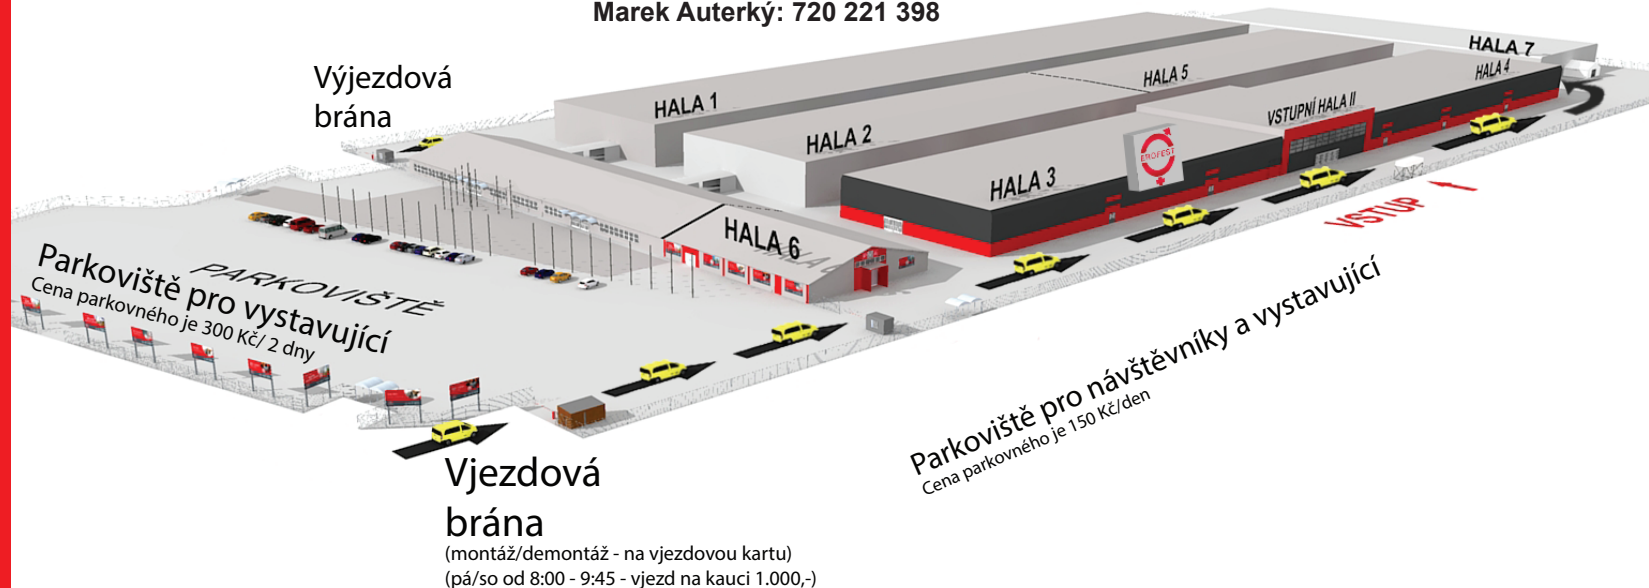 Marek Auterký: 720 221 398
Výjezdová
brána
HALA 1
HALA 2
HALA 5
HALA 7
HALA 4
VSTUPNÍ HALA II
EROFEST
HALA 3
VSTUP
HALA 6
PARKOVIŠTĚ
Parkoviště pro vystavující
Cena parkovného je 300 Kč/ 2 dny
Parkoviště pro návštěvníky a vystavující
Cena parkovného je 150 Kč/den
Vjezdová
brána
(montáž/demontáž - na vjezdovou kartu)
(pá/so od 8:00 - 9:45 - vjezd na kauci 1.000,-)